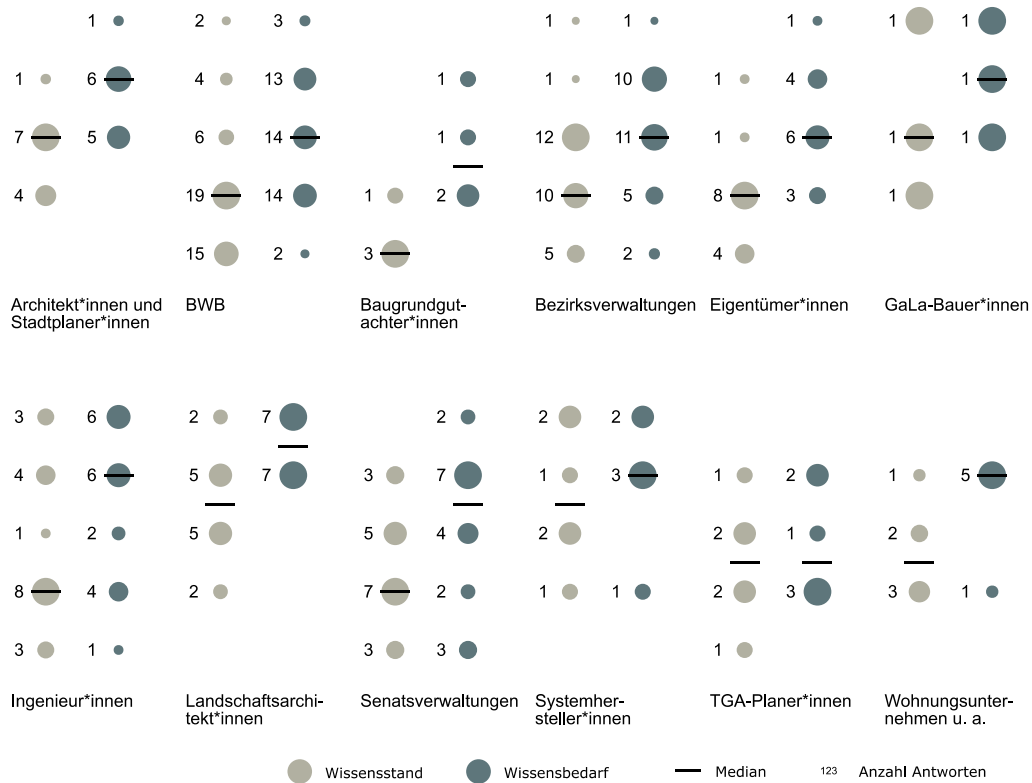 1 2 3 1 1 1 1 1
1 6 4 13 1 1 10 1 4 1
7 5 6 14 1 12 11 1 6 1 1
4 19 14 1 2 10 5 8 3 1
15 2 3 5 2 4
Architekt*innen und BWB Baugrundgut- Bezirksverwaltungen Eigentümer*innen GaLa-Bauer*innen
Stadtplaner*innen achter*innen
3 6 2 7 2 2 2
4 6 5 7 3 7 1 3 1 2 1 5
1 2 5 5 4 2 2 1 2
8 4 2 7 2 1 1 2 3 3 1
3 1 3 3 1
Ingenieur*innen Landschaftsarchi- Senatsverwaltungen Systemher- TGA-Planer*innen Wohnungsunter-
tekt*innen steller*innen nehmen u. a.
Wissensstand Wissensbedarf Median 123 Anzahl Antworten